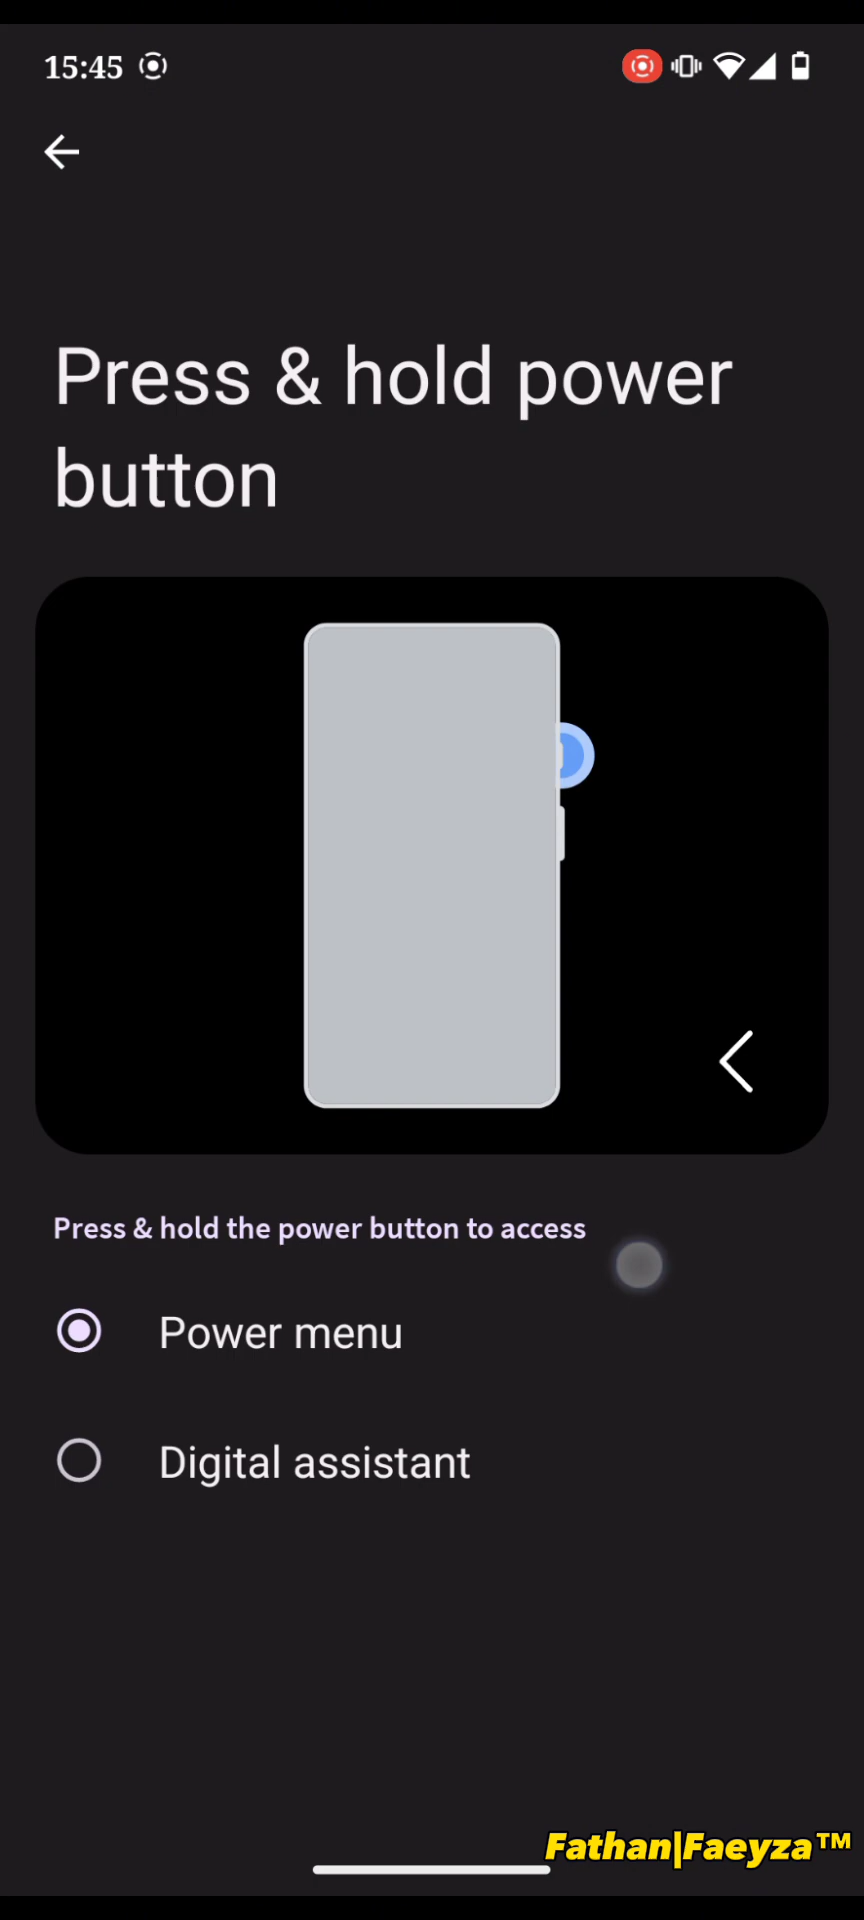 15:45
Press & hold power
button
Press & hold the power button to access
Power menu
Digital assistant
Fathan|Faeyza™